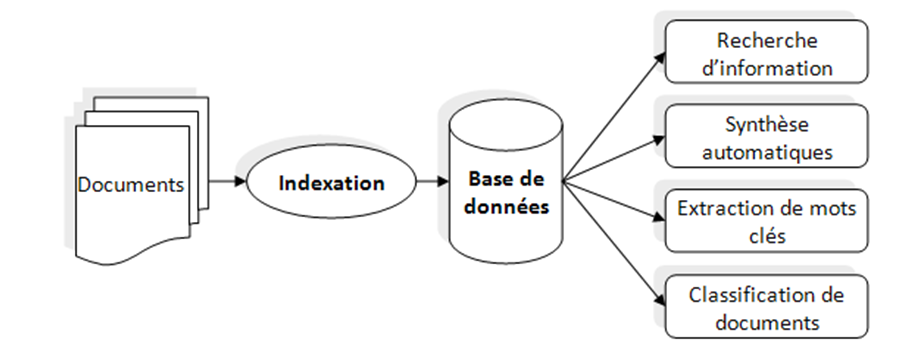 Documents
Indexation
Base de
données
Recherche
d'information
Synthèse
automatiques
Extraction de mots
clés
Classification de
documents